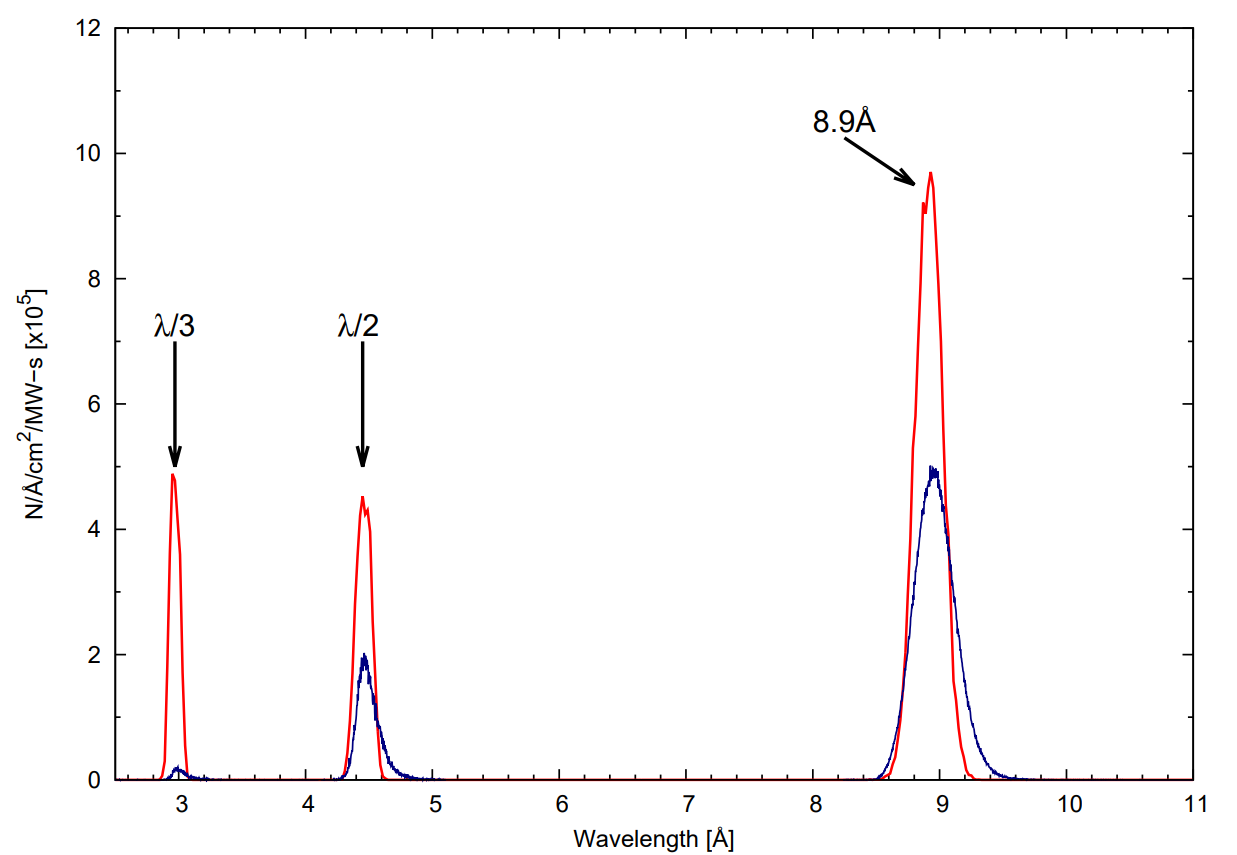 12
10
8
6
4
2
0
8.9Å
λ/3
λ/2
N/Å/cm²/MW−s [x10⁵]
3 4 5 6 7 8 9 10 11
Wavelength [Å]